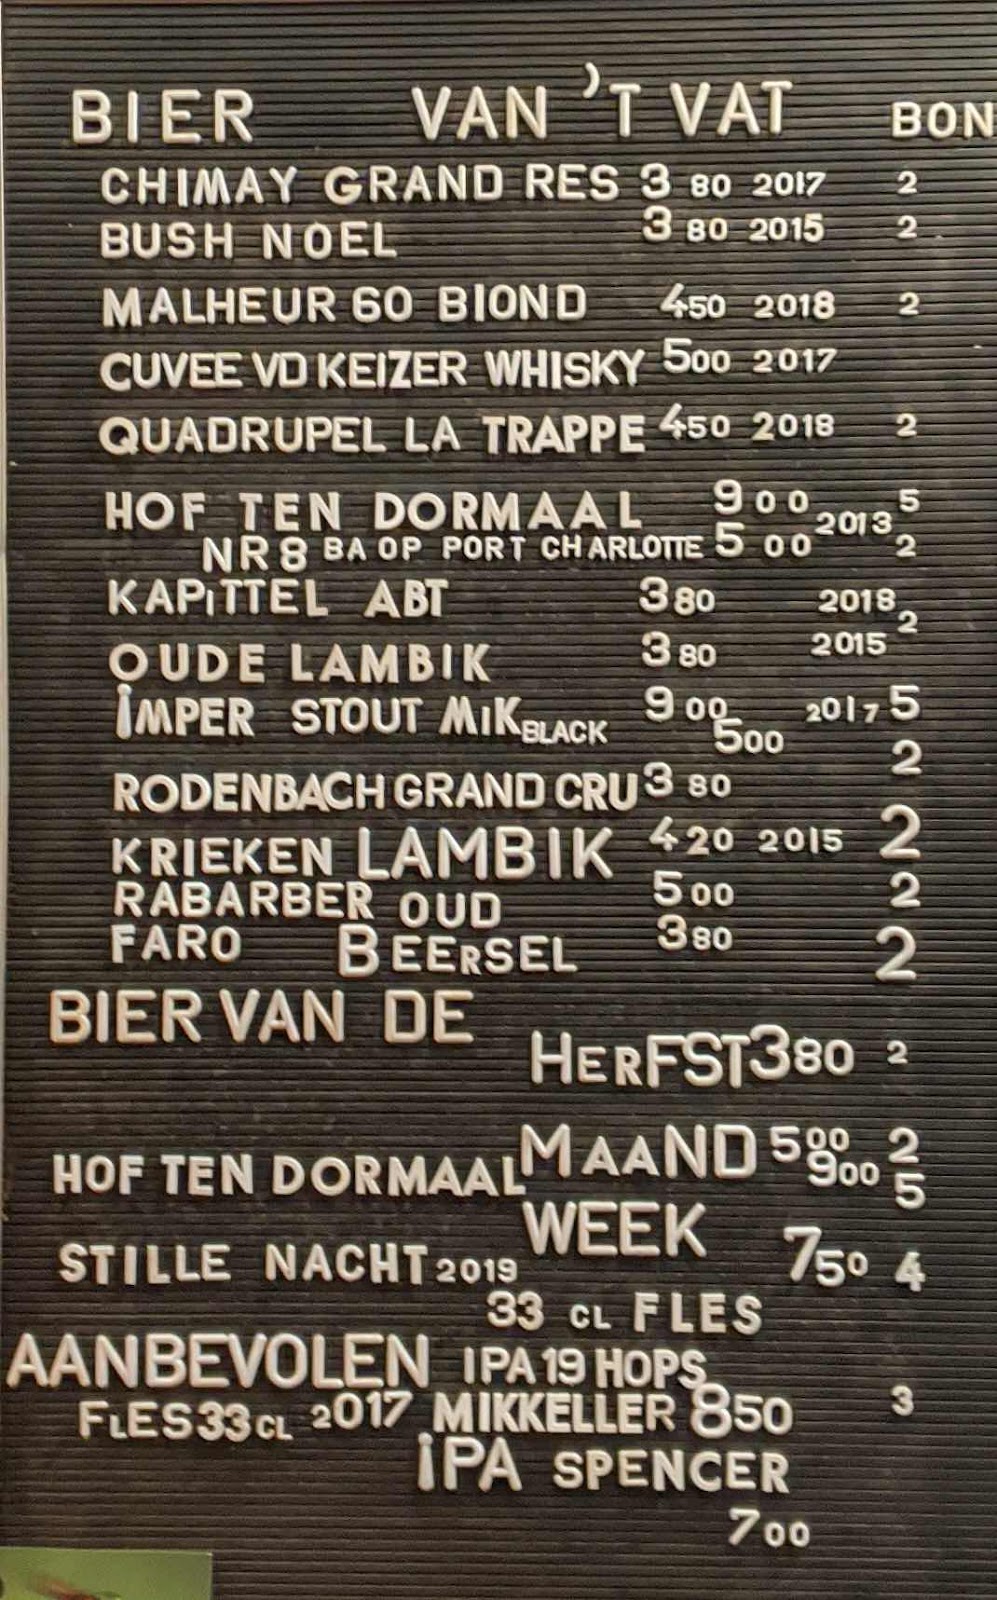 BIER VAN 'T VAT BON
CHIMAY GRAND RES 3 80 2017 2
BUSH NOEL 3 80 2015 2
MALHEUR 60 BIOND 450 2018 2
CUVEE VD KEIZER WHISKY 500 2017
QUADRUPEL LA TRAPPE 450 2018 2
HOF TEN DORMAAL 900 2013 5
NR8 BA OP PORT CHARLOTTE 5 00 2
KAPiTTEL ABT 380 2018
OUDE LAMBIK 380 2015 2
iMPER STOUT MiK BLACK 9 00 2017 5
500 2
RODENBACH GRAND CRU 3 80
KRIEKEN LAMBIK 420 2015 2
RABARBER OUD 500 2
FARO BEERSEL 380 2
BIER VAN DE
HERFST 380 2
MAAND 500 2
HOF TEN DORMAAL 900 5
WEEK
STILLE NACHT 2019 750 4
33 CL FLES
AANBEVOLEN IPA 19 HOPS
FLES 33 CL 2017 MIKKELLER 850 3
iPA SPENCER
700